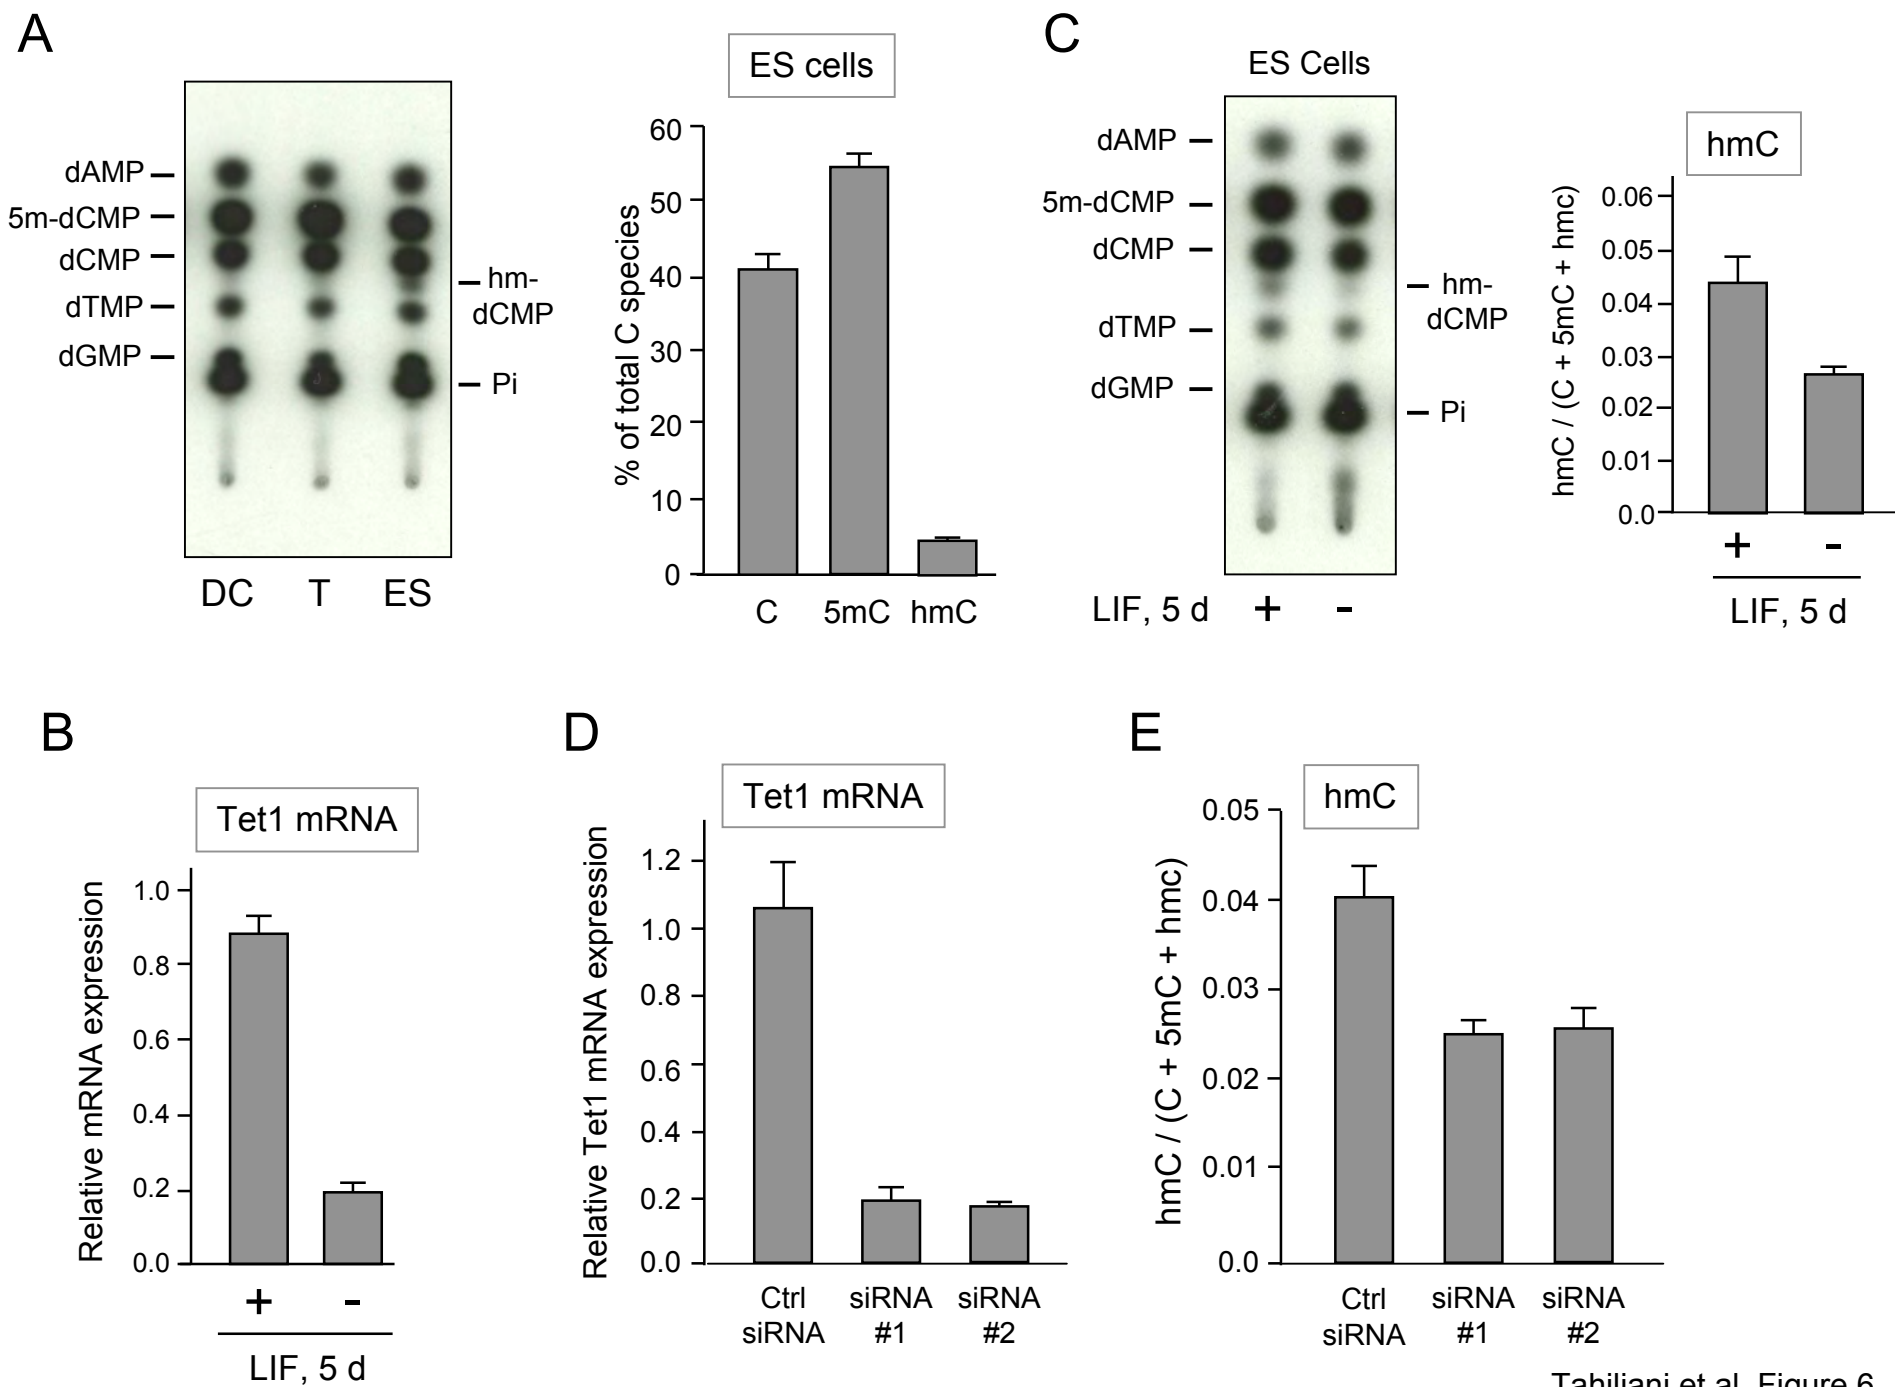 A
ES cells
dAMP
5m-dCMP
dCMP
dTMP
dGMP
hm-
dCMP
Pi
DC T ES
% of total C species
60
50
40
30
20
10
0
C 5mC hmC
C
ES Cells
dAMP
5m-dCMP
dCMP
dTMP
dGMP
hm-
dCMP
Pi
LIF, 5 d + -
hmC
hmC / (C + 5mC + hmc)
0.06
0.05
0.04
0.03
0.02
0.01
0.0
+ -
LIF, 5 d
B
Tet1 mRNA
Relative mRNA expression
1.0
0.8
0.6
0.4
0.2
0.0
+ -
LIF, 5 d
D
Tet1 mRNA
Relative Tet1 mRNA expression
1.2
1.0
0.8
0.6
0.4
0.2
0.0
Ctrl siRNA siRNA
siRNA #1 #2
E
hmC
hmC / (C + 5mC + hmc)
0.05
0.04
0.03
0.02
0.01
0.0
Ctrl siRNA siRNA
siRNA #1 #2
Tahiliani et al. Figure 6